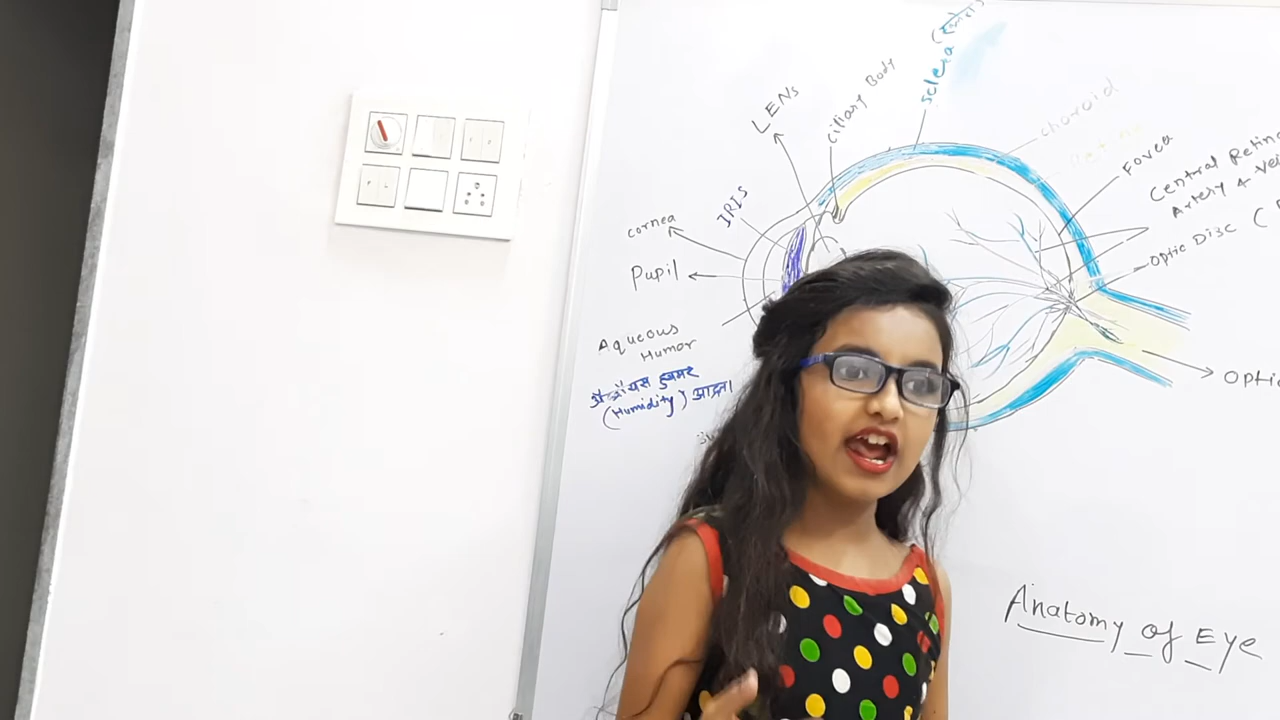 LENs
ciliary Body
sclera
choroid
Retina
Fovea
Central Retina
Artery &
Optic Disc (
IRIS
cornea
Pupil
Aqueous
Humor
(Humidity)
Optic
Anatomy of Eye